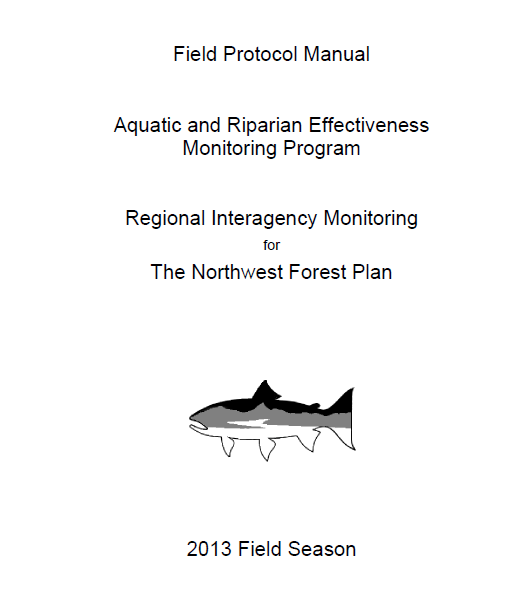 Field Protocol Manual
Aquatic and Riparian Effectiveness
Monitoring Program
Regional Interagency Monitoring
for
The Northwest Forest Plan
2013 Field Season